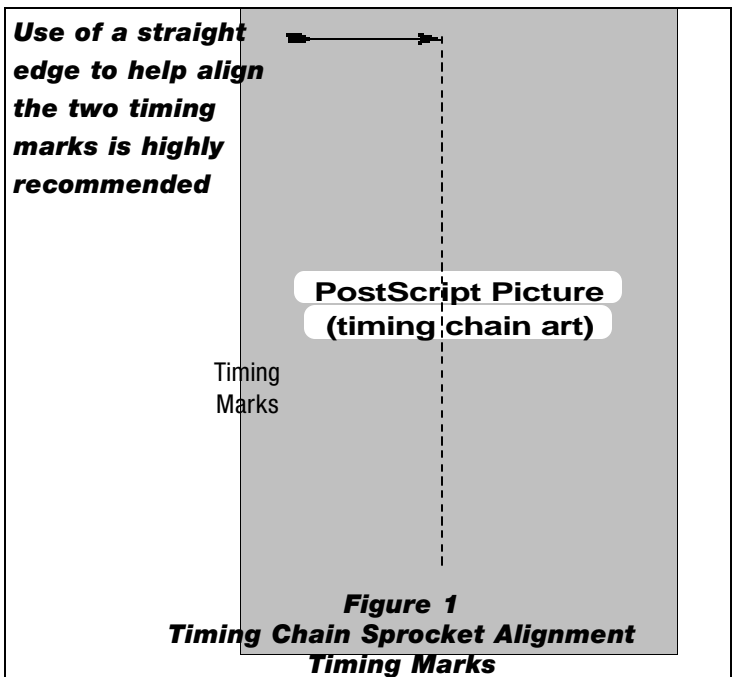 Use of a straight
edge to help align
the two timing
marks is highly
recommended
PostScript Picture
(timing chain art)
Timing
Marks
Figure 1
Timing Chain Sprocket Alignment
Timing Marks